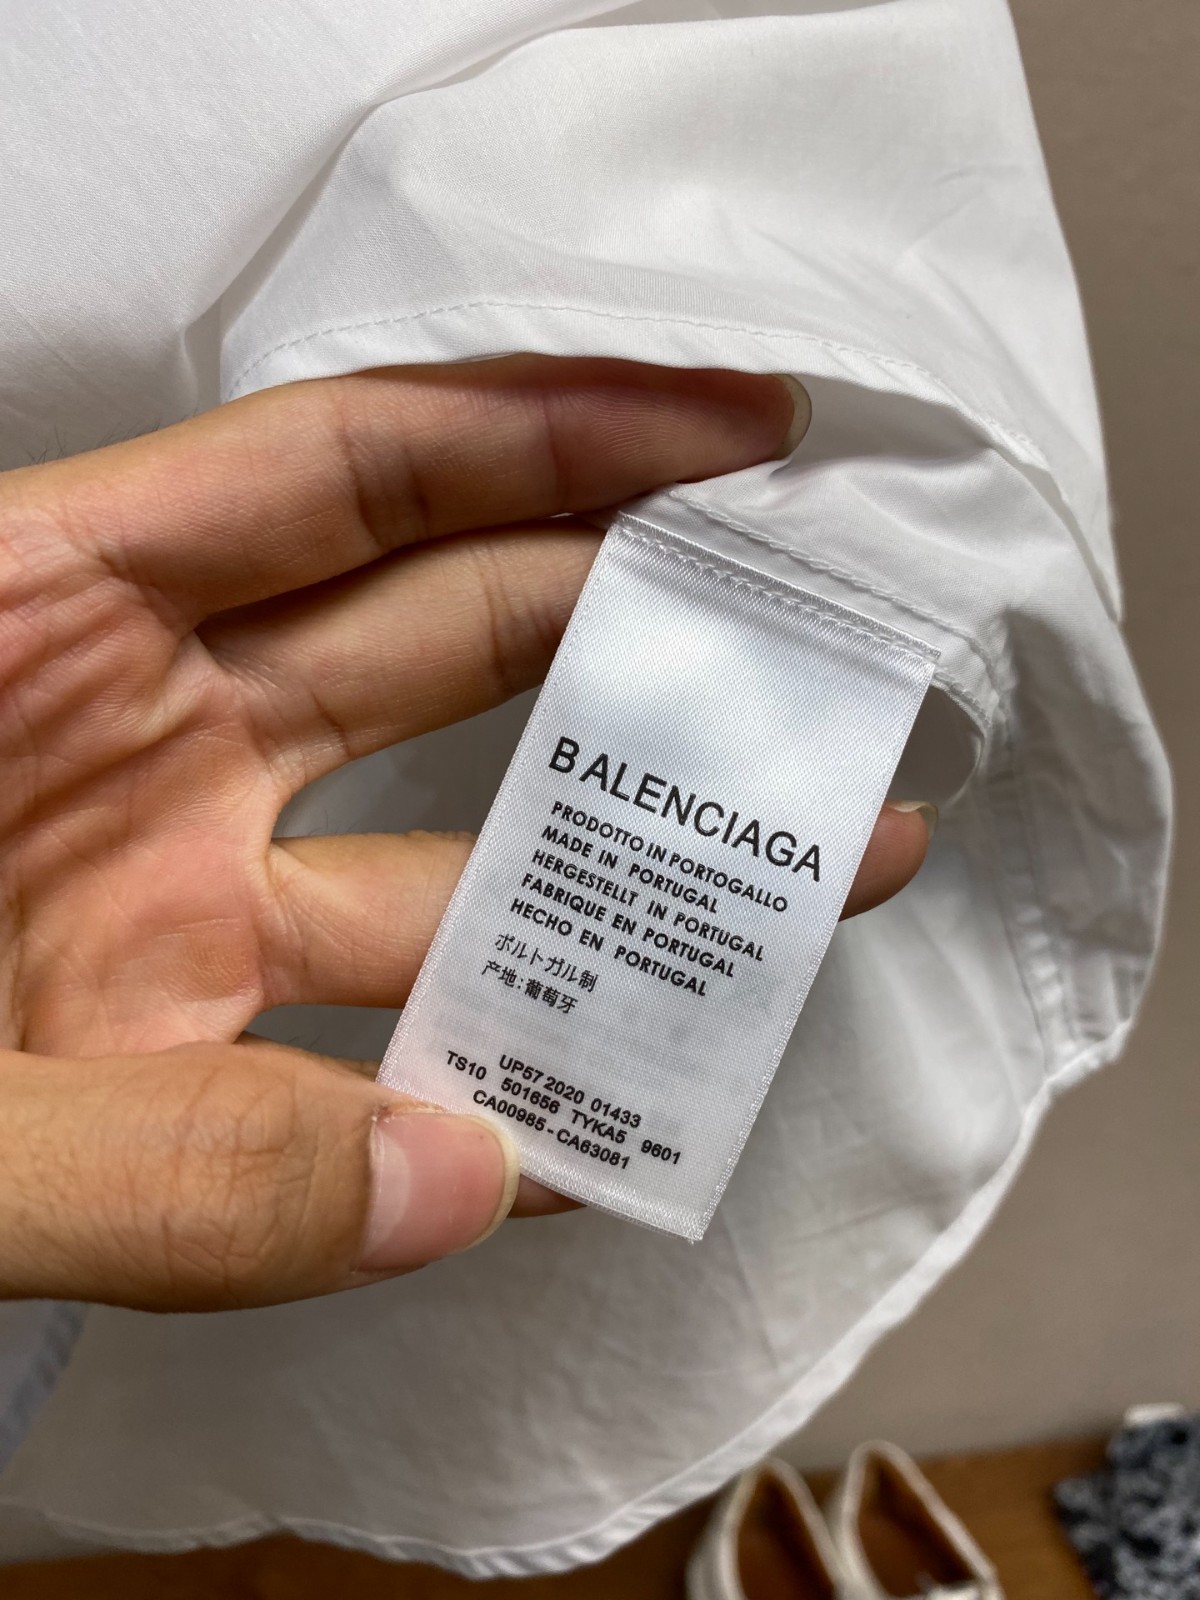 BALENCIAGA
PRODOTTO IN PORTOGALLO
MADE IN PORTUGAL
HERGESTELLT IN PORTUGAL
FABRIQUE EN PORTUGAL
HECHO EN PORTUGAL
ポルトガル制
产地:葡萄牙
UP57 2020 01433
TS10 501656 TYKA5 9601
CA00985-CA63081